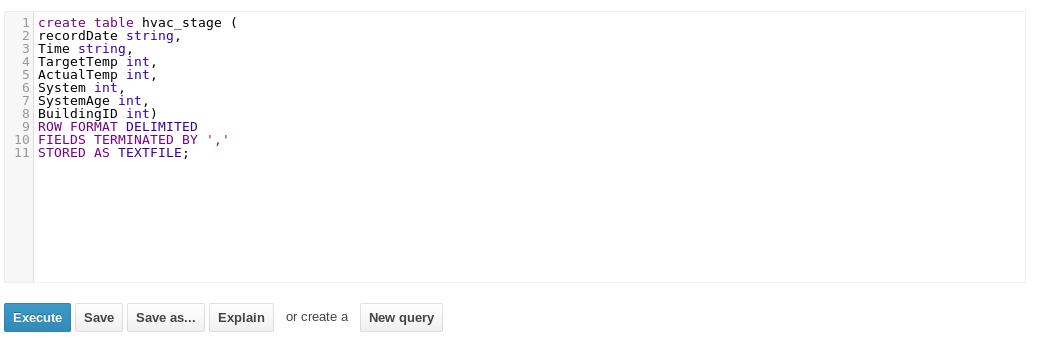 1 create table hvac_stage (
2 recordDate string,
3 Time string,
4 TargetTemp int,
5 ActualTemp int,
6 System int,
7 SystemAge int,
8 BuildingID int)
9 ROW FORMAT DELIMITED
10 FIELDS TERMINATED BY ','
11 STORED AS TEXTFILE;
Execute Save Save as... Explain or create a New query